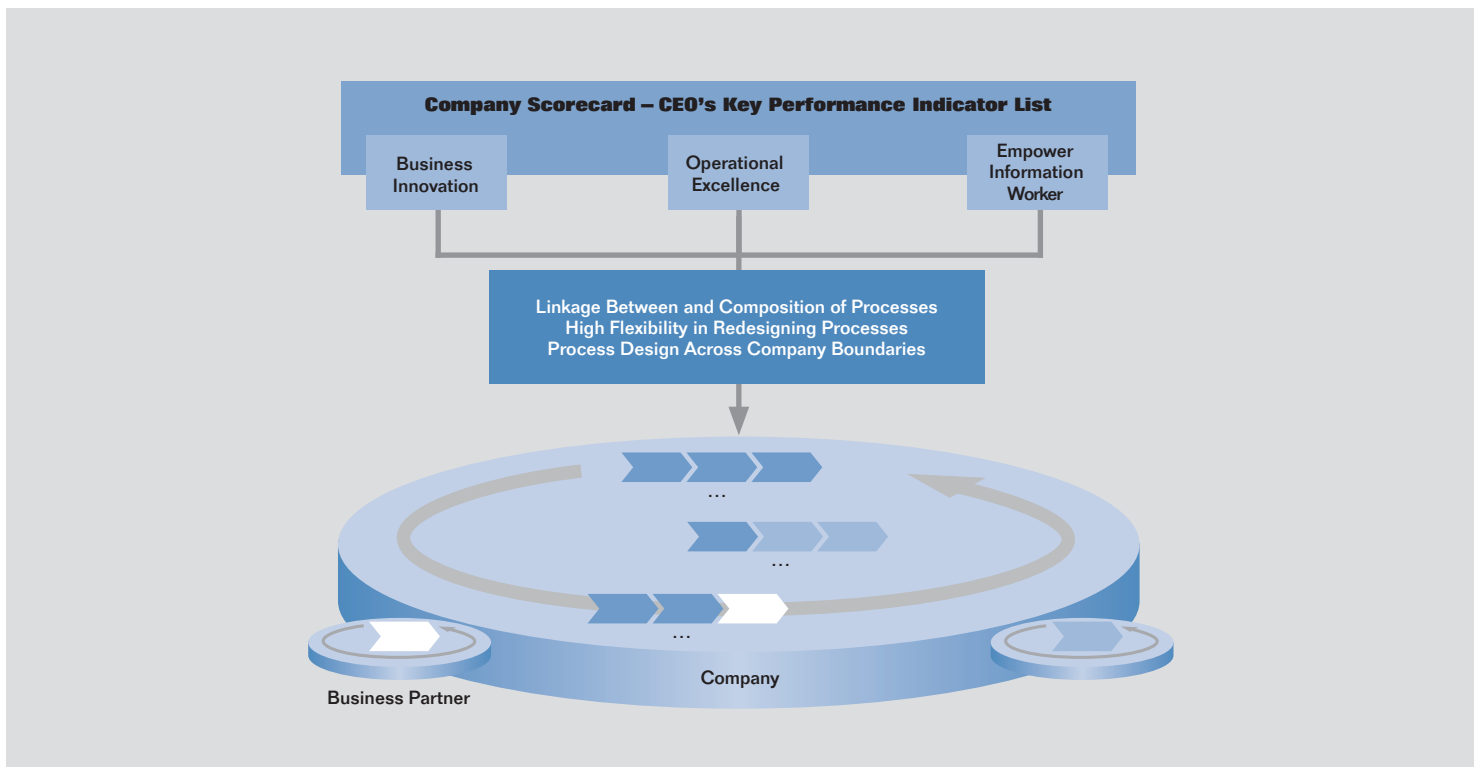 Company Scorecard – CEO's Key Performance Indicator List
Business
Innovation
Operational
Excellence
Empower
Information
Worker
Linkage Between and Composition of Processes
High Flexibility in Redesigning Processes
Process Design Across Company Boundaries
...
...
...
Company
Business Partner